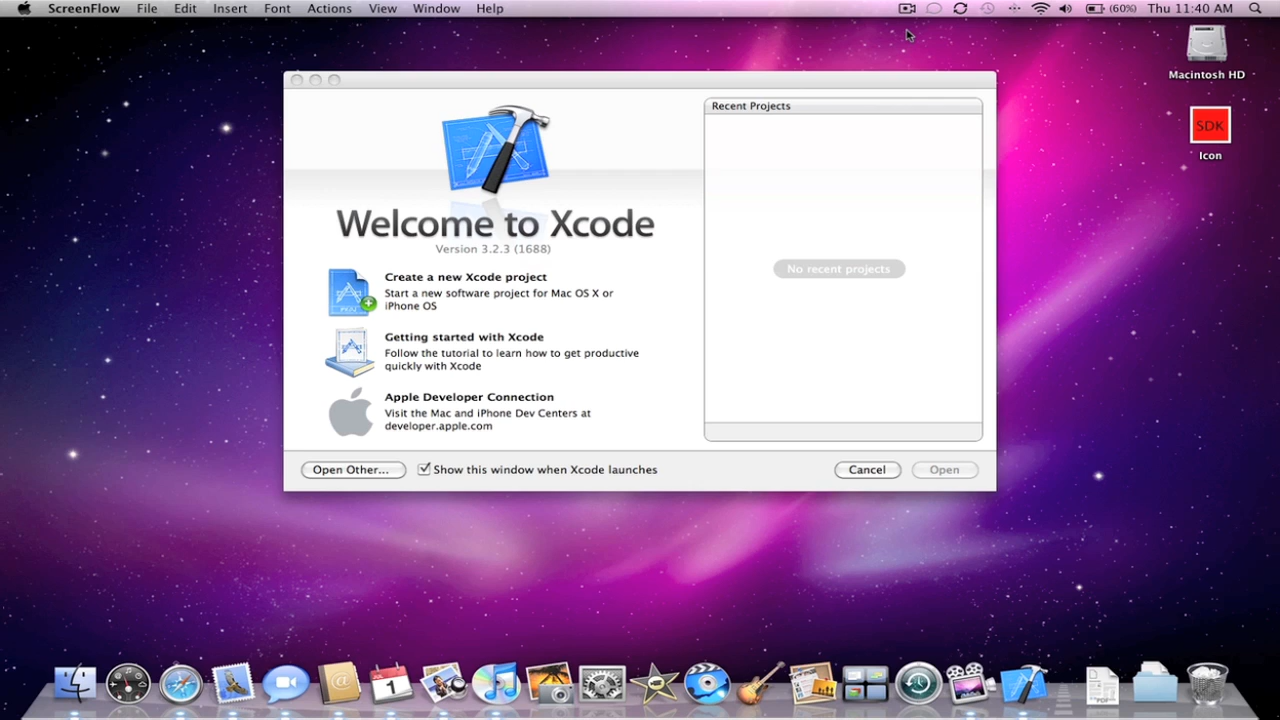 ScreenFlow File Edit Insert Font Actions View Window Help (60%) Thu 11:40 AM
Macintosh HD
SDK
Icon
Recent Projects
No recent projects
Welcome to Xcode
Version 3.2.3 (1688)
Create a new Xcode project
Start a new software project for Mac OS X or
iPhone OS
Getting started with Xcode
Follow the tutorial to learn how to get productive
quickly with Xcode
Apple Developer Connection
Visit the Mac and iPhone Dev Centers at
developer.apple.com
Open Other... Show this window when Xcode launches Cancel Open
1
PDF